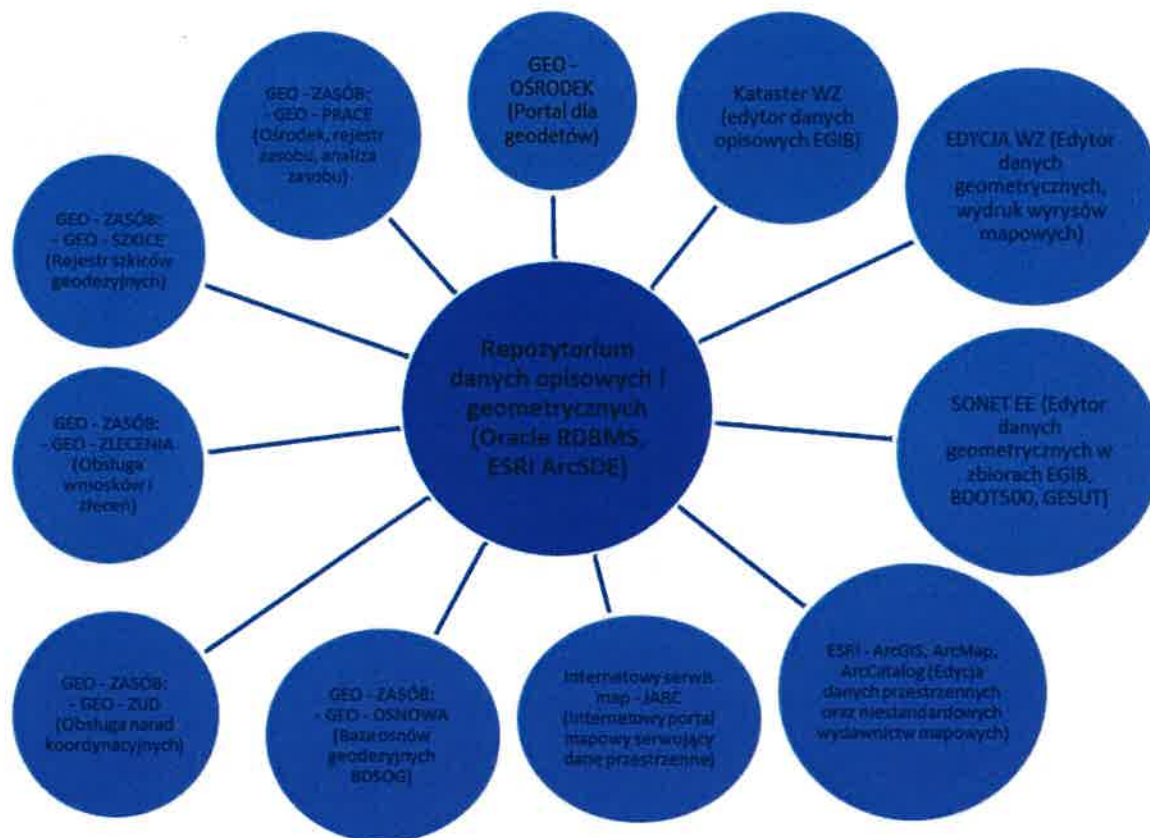 GEO -
OŚRODEK
(Portal dla
geodetów)
Kataster WZ
(edytor danych
opisowych EGIB)
EDYCJA WZ (Edytor
danych
geometrycznych,
wydruk wyrysów
mapowych)
SONET EE (Edytor
danych
geometrycznych w
zbiorach EGIB,
BDOT500, GESUT)
ESRI - ArcGIS, ArcMap,
ArcCatalog (Edycja
danych przestrzennych
oraz niestandardowych
wydawnictw mapowych)
Internetowy serwis
map - JARC
(Internetowy portal
mapowy serwujący
dane przestrzenne)
GEO - ZASÓB:
- GEO - OSNOWA
(Baza osnów
geodezyjnych
BDSOG)
GEO - ZASÓB:
- GEO - ZUD
(Obsługa narad
koordynacyjnych)
GEO - ZASÓB:
- GEO - ZLECENIA
(Obsługa
wniosków i
zleceń)
GEO - ZASÓB:
- GEO - SZKICE
(Rejestr szkiców
geodezyjnych)
GEO - ZASÓB:
- GEO - PRACE
(Ośrodek, rejestr
zasobu, analiza
zasobu)
Repozytorium
danych opisowych i
geometrycznych
(Oracle RDBMS,
ESRI ArcSDE)